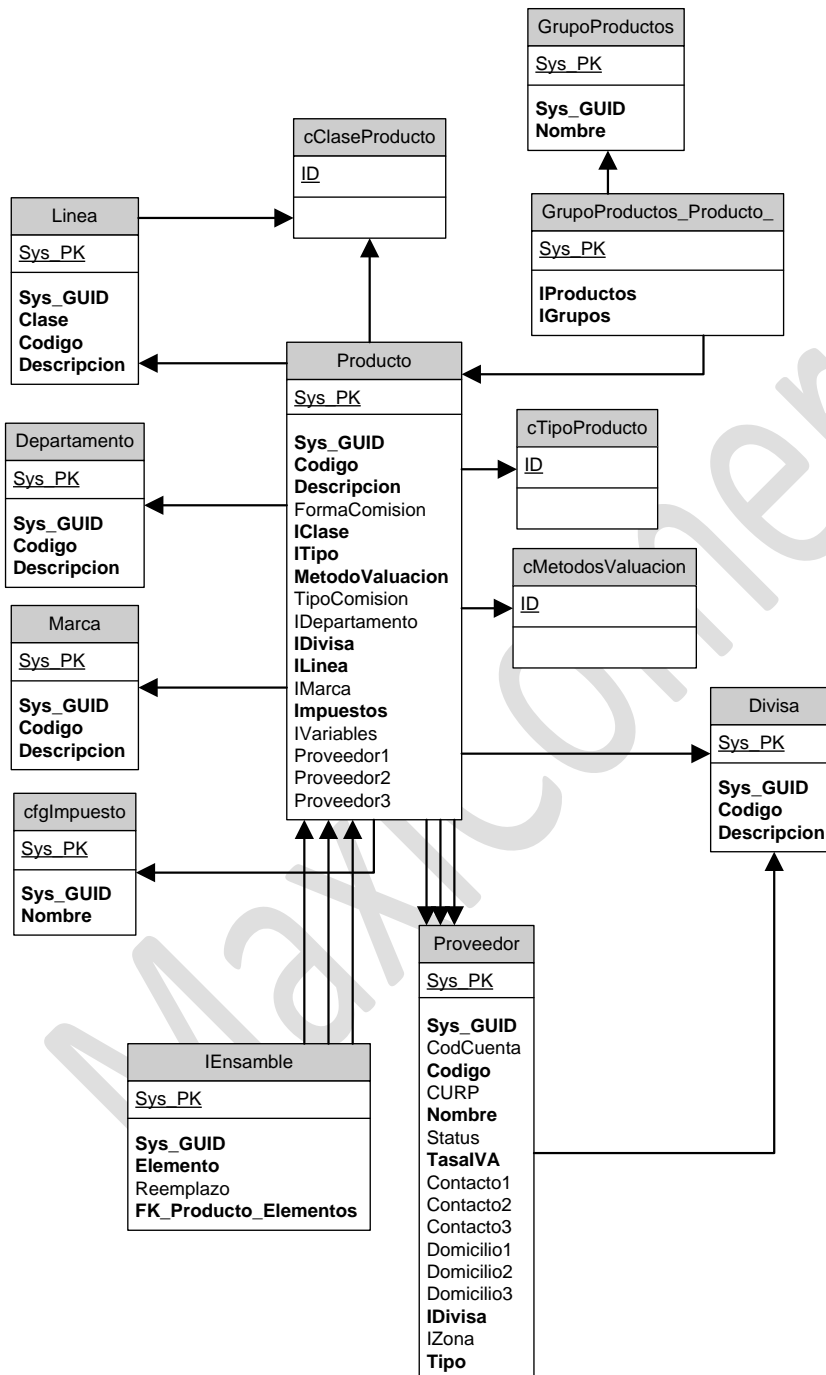 GrupoProductos
Sys_PK
Sys_GUID
Nombre
cClaseProducto
ID
Linea
Sys_PK
Sys_GUID
Clase
Codigo
Descripcion
GrupoProductos_Producto_
Sys_PK
IProductos
IGrupos
Producto
Sys_PK
Sys_GUID
Codigo
Descripcion
FormaComision
IClase
ITipo
MetodoValuacion
TipoComision
IDepartamento
IDivisa
ILinea
IMarca
Impuestos
IVariables
Proveedor1
Proveedor2
Proveedor3
Departamento
Sys_PK
Sys_GUID
Codigo
Descripcion
cTipoProducto
ID
cMetodosValuacion
ID
Marca
Sys_PK
Sys_GUID
Codigo
Descripcion
Divisa
Sys_PK
Sys_GUID
Codigo
Descripcion
cfgImpuesto
Sys_PK
Sys_GUID
Nombre
Proveedor
Sys_PK
Sys_GUID
CodCuenta
Codigo
CURP
Nombre
Status
TasaIVA
Contacto1
Contacto2
Contacto3
Domicilio1
Domicilio2
Domicilio3
IDivisa
IZona
Tipo
IEnsamble
Sys_PK
Sys_GUID
Elemento
Reemplazo
FK_Producto_Elementos